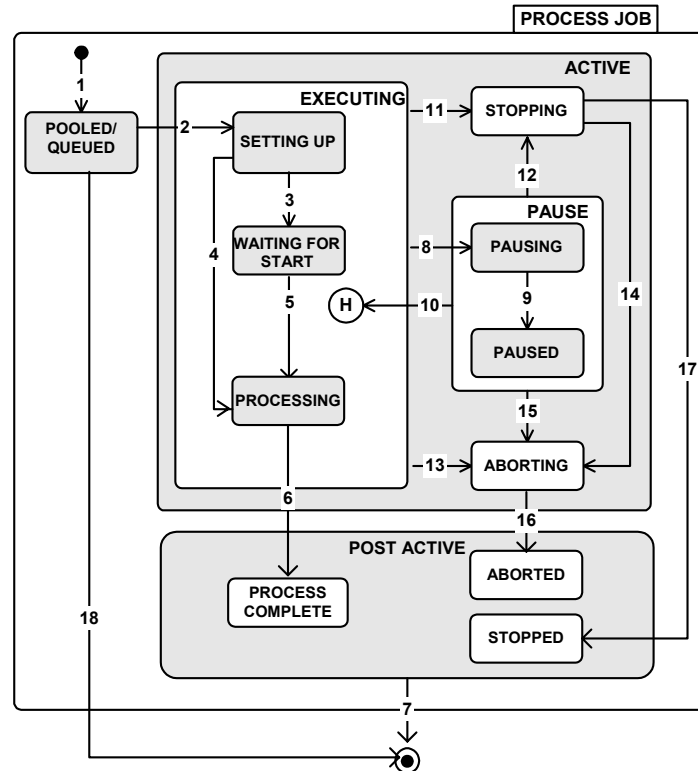 PROCESS JOB
ACTIVE
1
EXECUTING
POOLED/
QUEUED
2
SETTING UP
11
STOPPING
12
3
PAUSE
4
WAITING FOR
START
8
PAUSING
5
H
10
9
14
PAUSED
17
PROCESSING
15
13
ABORTING
6
16
POST ACTIVE
PROCESS
COMPLETE
ABORTED
18
STOPPED
7